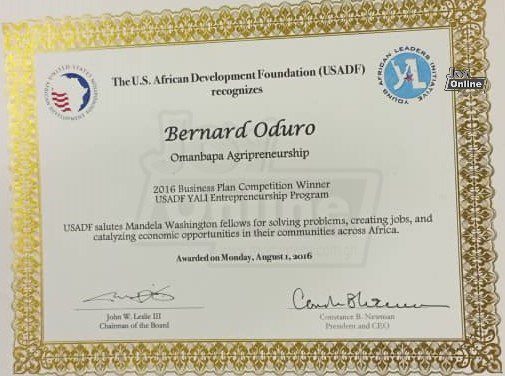 The U.S. African Development Foundation (USADF)
recognizes
YOUNG AFRICAN LEADERS INITIATIVE
YALI
Online
Bernard Oduro
Omanbapa Agripreneurship
2016 Business Plan Competition Winner
USADF YALI Entrepreneurship Program
USADF salutes Mandela Washington fellows for solving problems, creating jobs, and
catalyzing economic opportunities in their communities across Africa.
Awarded on Monday, August 1, 2016
John W. Leslie III
Chairman of the Board
Constance B. Newman
President and CEO